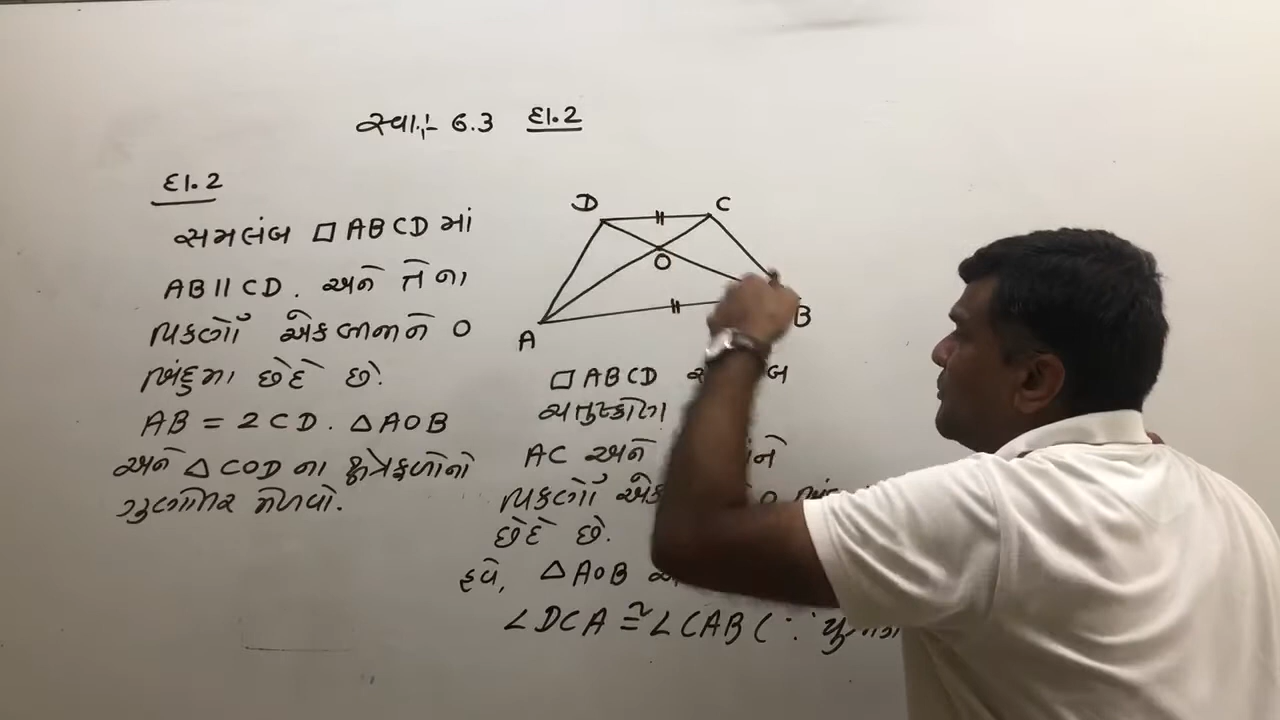 સ્વા.:- 6.3 દા.2
દા.2
સમલંબ □ABCD માં
AB || CD. અને તેના
વિકર્ણો એકબીજાને O
બિંદુમાં છેદે છે.
AB = 2CD. △AOB
અને △COD ના ક્ષેત્રફળોનો
ગુણોત્તર મેળવો.
D C
O
A B
□ABCD
ચતુષ્કોણ
AC અને
વિકર્ણો O
છેદે છે.
હવે, △AOB
∠DCA ≅ ∠CAB (∵